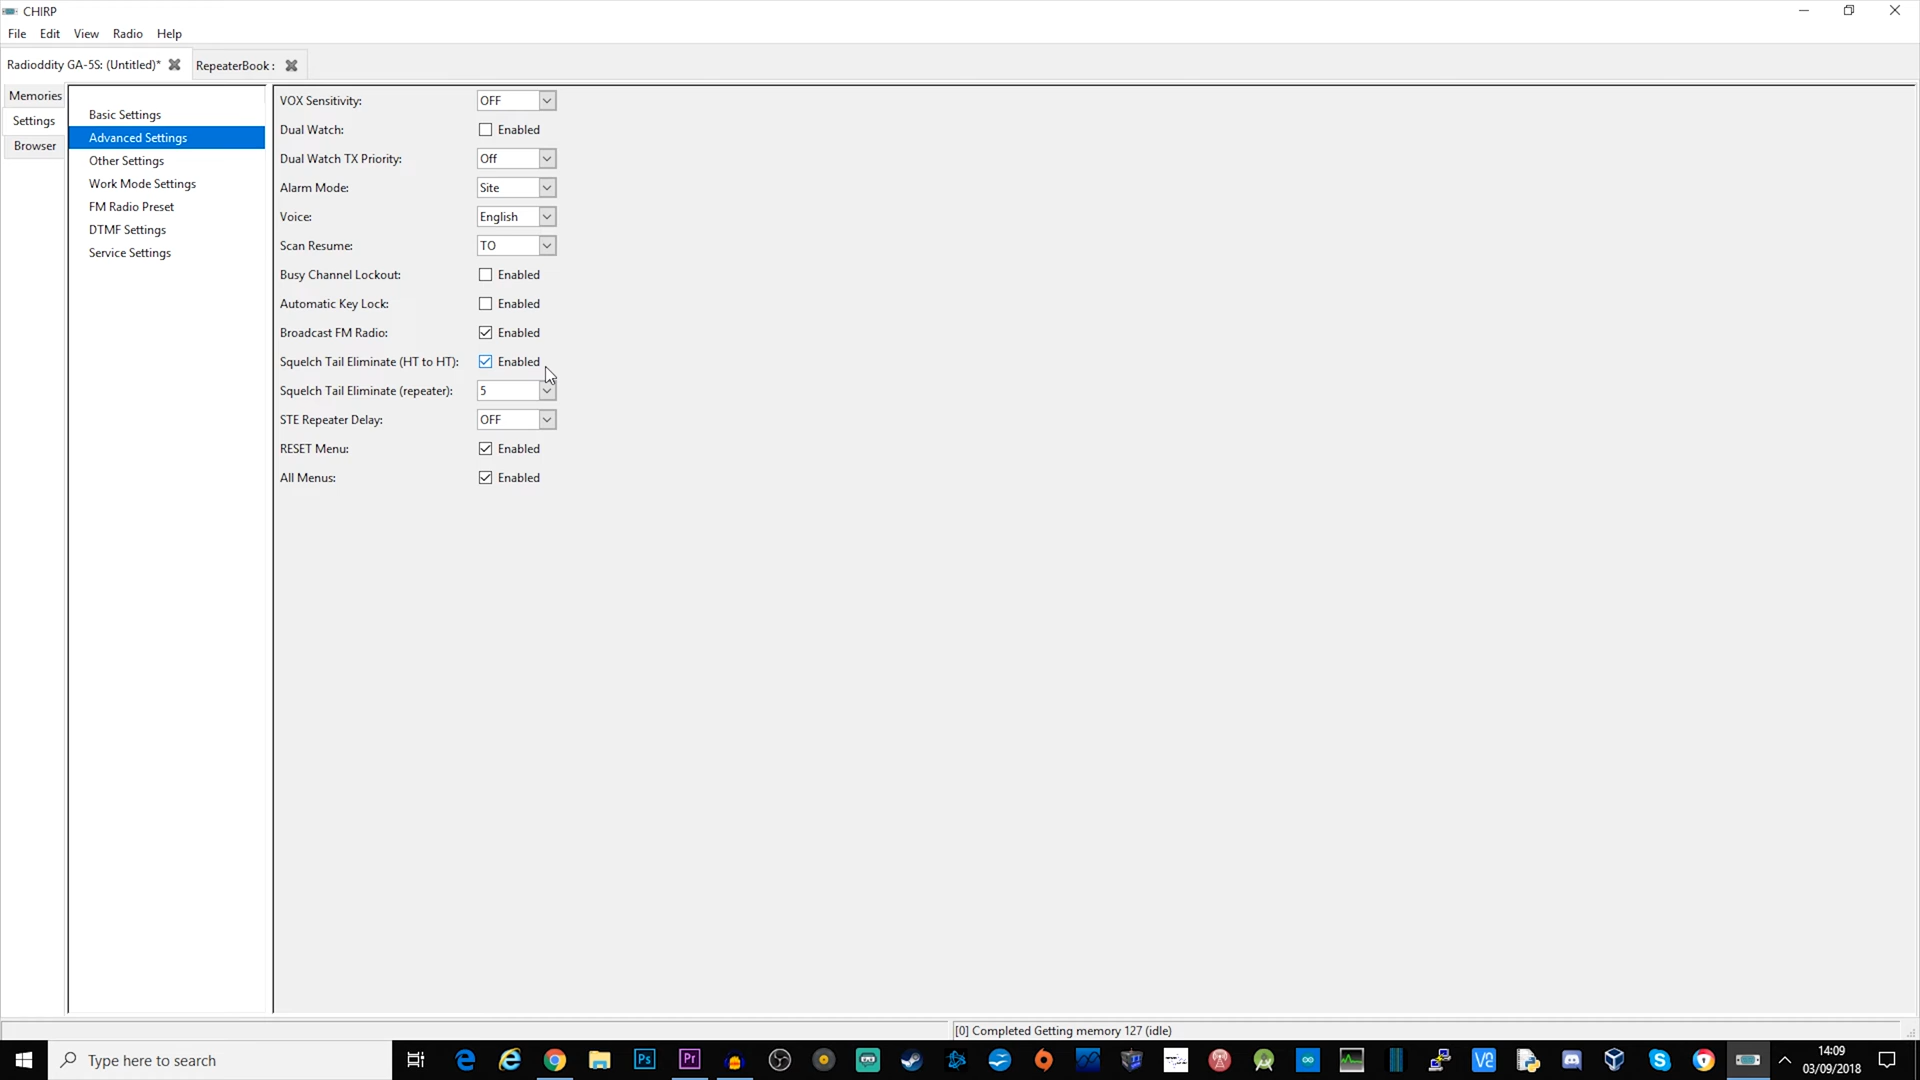 CHIRP
File Edit View Radio Help
Radioddity GA-5S: (Untitled)* RepeaterBook :
Memories
Settings
Browser
Basic Settings
Advanced Settings
Other Settings
Work Mode Settings
FM Radio Preset
DTMF Settings
Service Settings
VOX Sensitivity: OFF
Dual Watch: Enabled
Dual Watch TX Priority: Off
Alarm Mode: Site
Voice: English
Scan Resume: TO
Busy Channel Lockout: Enabled
Automatic Key Lock: Enabled
Broadcast FM Radio: Enabled
Squelch Tail Eliminate (HT to HT): Enabled
Squelch Tail Eliminate (repeater): 5
STE Repeater Delay: OFF
RESET Menu: Enabled
All Menus: Enabled
[0] Completed Getting memory 127 (idle)
Type here to search
Ps
Pr
14:09
03/09/2018